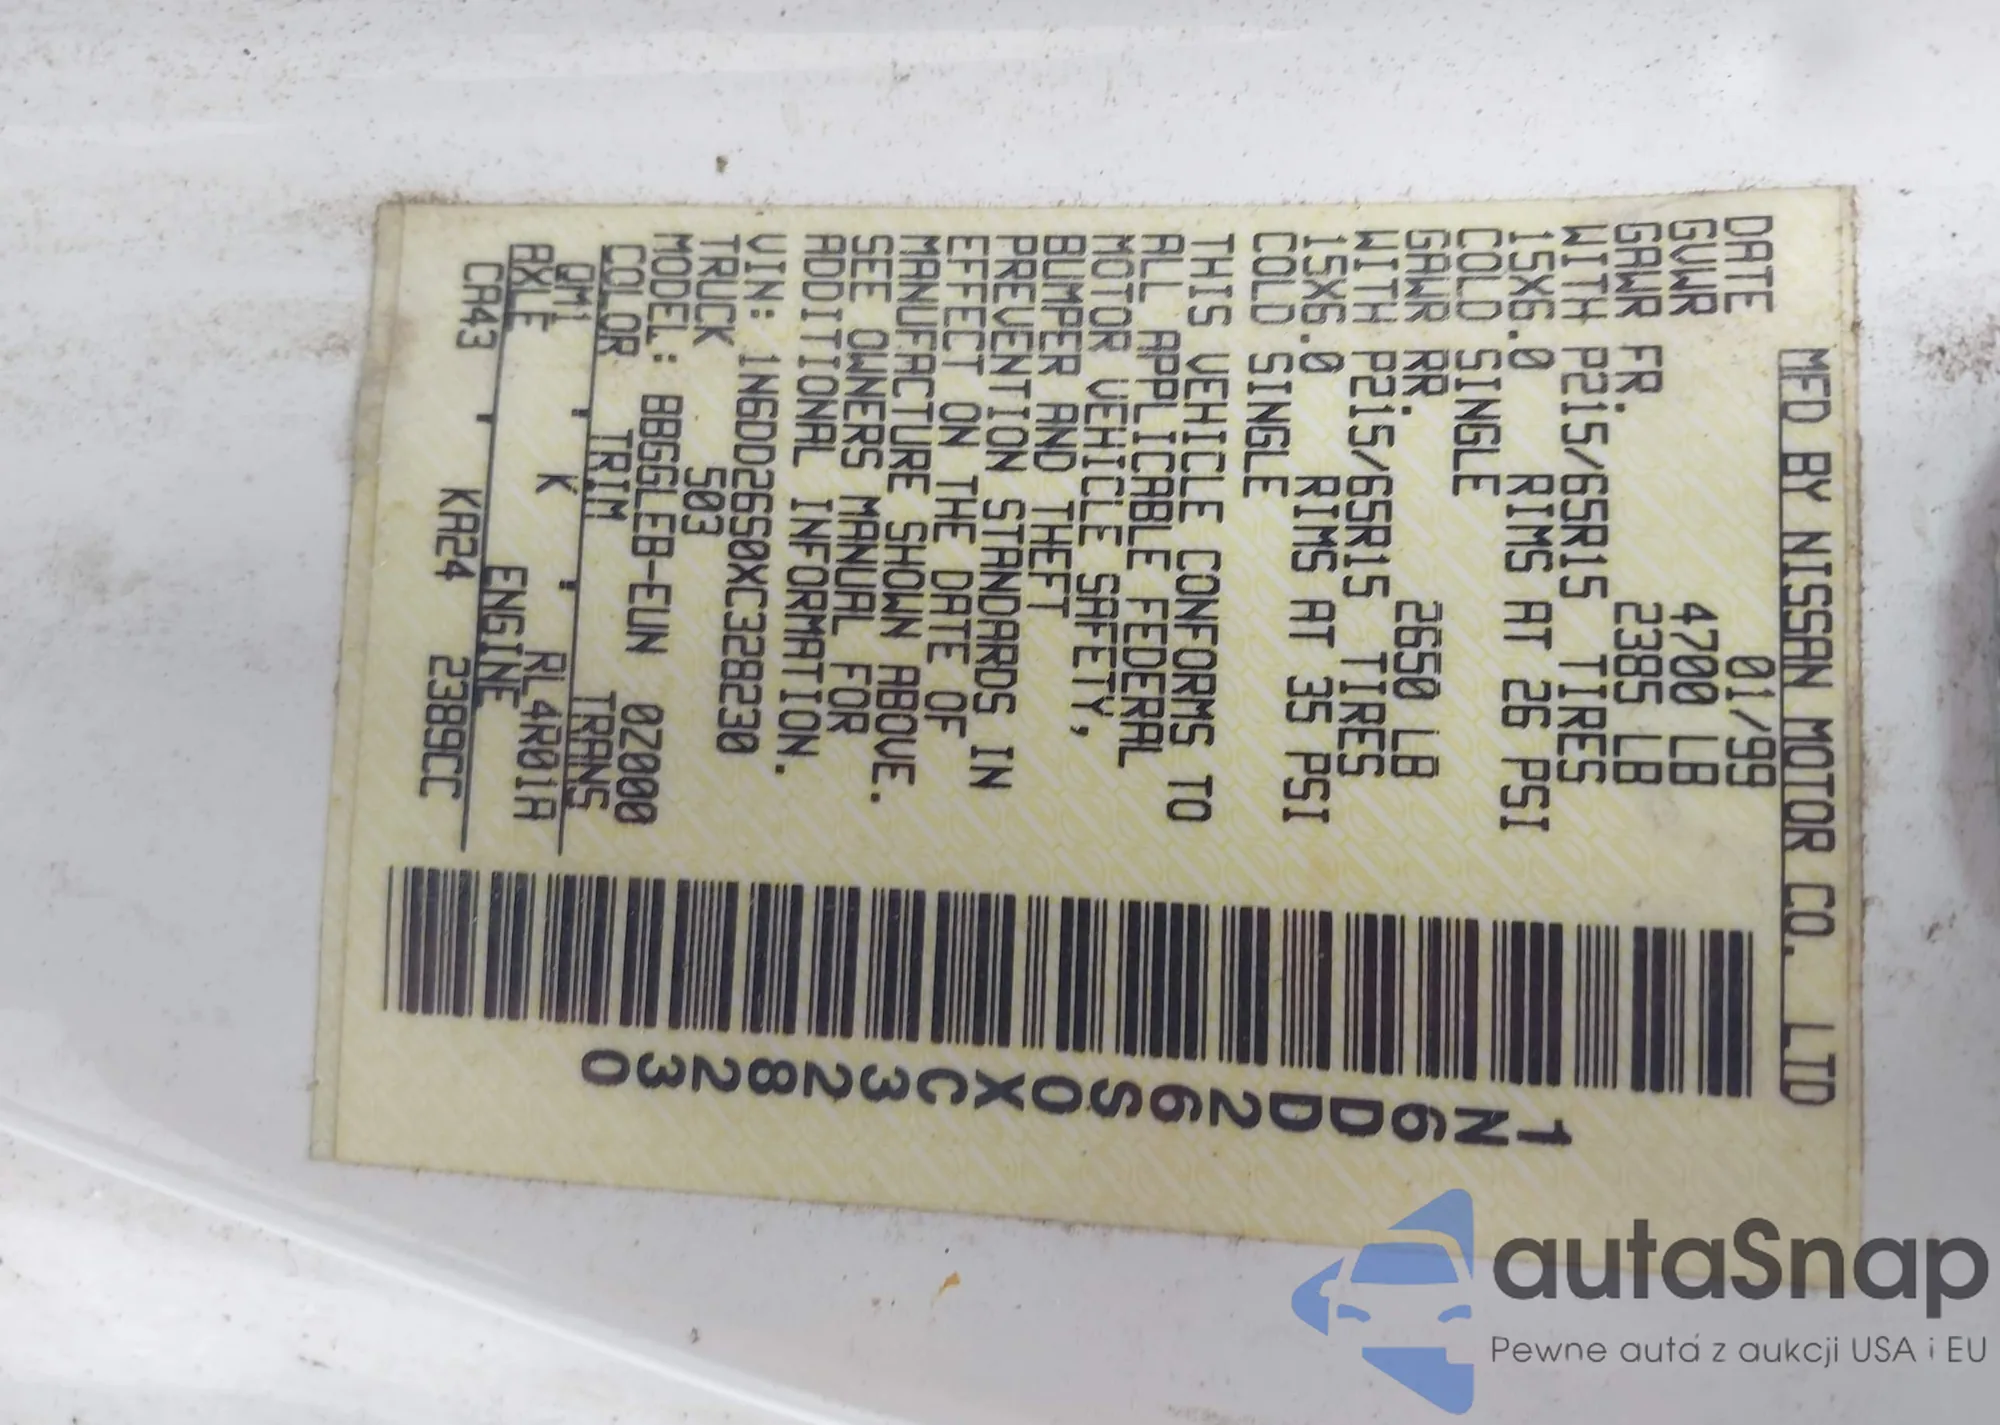 MFD BY NISSAN MOTOR CO. LTD
DATE 01/99
GVWR 4700 LB
GAWR FR. 2385 LB
WITH P215/65R15 TIRES
15X6.0 RIMS AT 26 PSI
COLD SINGLE
GAWR RR. 2650 LB
WITH P215/65R15 TIRES
15X6.0 RIMS AT 35 PSI
COLD SINGLE
THIS VEHICLE CONFORMS TO
ALL APPLICABLE FEDERAL
MOTOR VEHICLE SAFETY,
BUMPER AND THEFT
PREVENTION STANDARDS IN
EFFECT ON THE DATE OF
MANUFACTURE SHOWN ABOVE.
SEE OWNERS MANUAL FOR
ADDITIONAL INFORMATION.
VIN: 1N6DD26S0XC328230
TRUCK 503
MODEL: BBGGLEB-EUN 0Z000
COLOR TRIM TRANS
QM1 K RL4R01A
AXLE ENGINE
CA43 KA24 2389CC
1N6DD26S0XC328230
autaSnap
Pewne auta z aukcji USA i EU